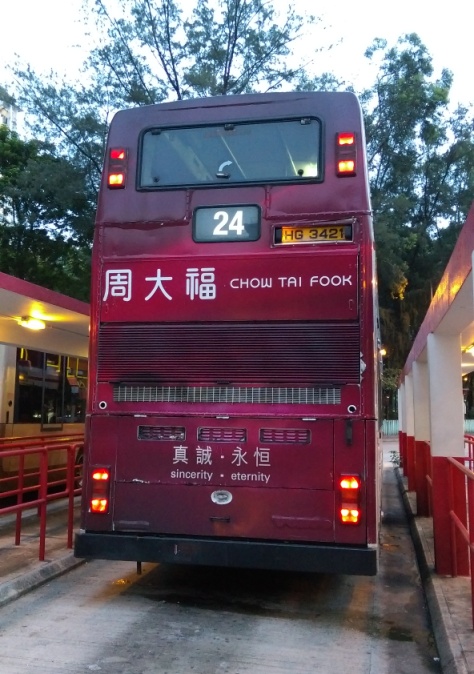 24
HG 3421
周大福 CHOW TAI FOOK
真誠·永恒
sincerity · eternity